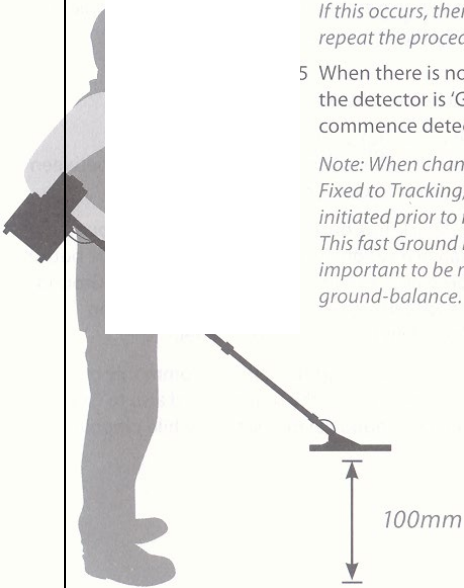 If this occurs, then
repeat the proced
5 When there is no
the detector is ‘G
commence detec
Note: When chan
Fixed to Tracking,
initiated prior to
This fast Ground
important to be
ground-balance.
100mm